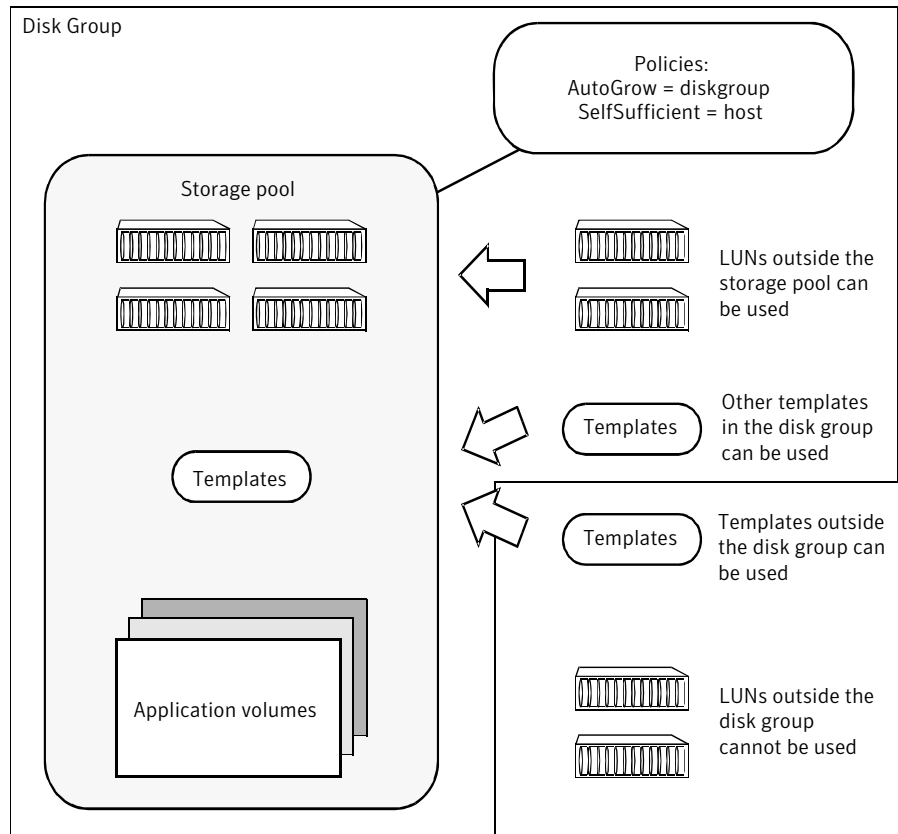 Disk Group
Policies:
AutoGrow = diskgroup
SelfSufficient = host
Storage pool
LUNs outside the
storage pool can
be used
Other templates
in the disk group
can be used
Templates
Templates
Templates outside
the disk group can
be used
Templates
Application volumes
LUNs outside the
disk group
cannot be used